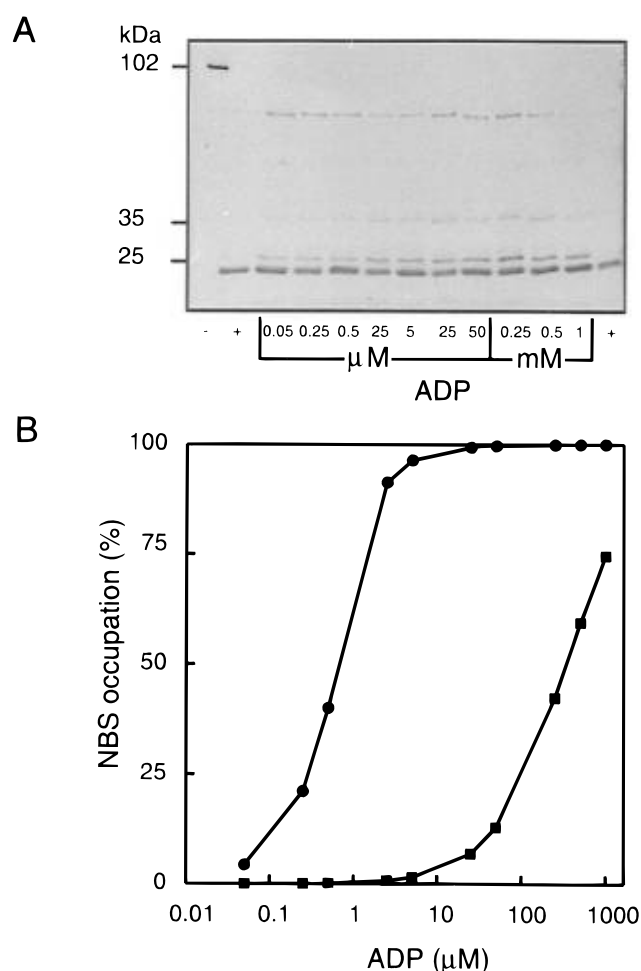 A
kDa
102
35
25
- + 0.05 0.25 0.5 25 5 25 50 0.25 0.5 1 +
μM mM
ADP
B
100
75
50
25
0
NBS occupation (%)
0.01 0.1 1 10 100 1000
ADP (μM)